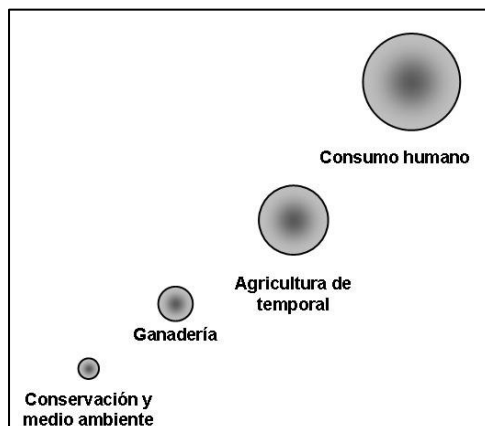 Consumo humano
Agricultura de
temporal
Ganadería
Conservación y
medio ambiente